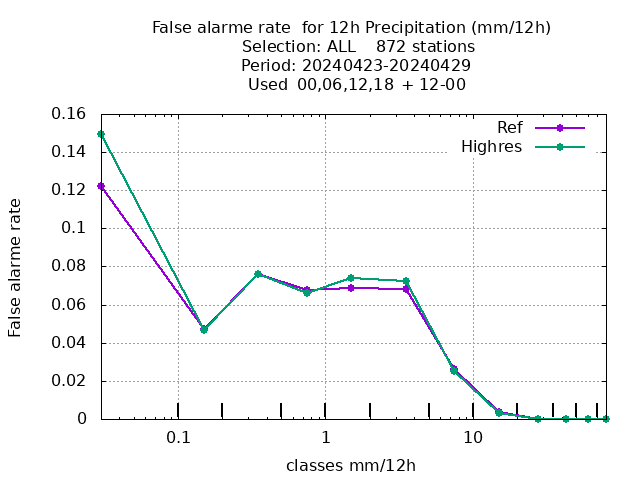 False alarme rate  for 12h Precipitation (mm/12h)
Selection: ALL    872 stations
Period: 20240423-20240429
Used  00,06,12,18  + 12-00
Ref
Highres
0.16
0.14
0.12
0.1
0.08
0.06
0.04
0.02
0
False alarme rate
0.1
1
10
classes mm/12h